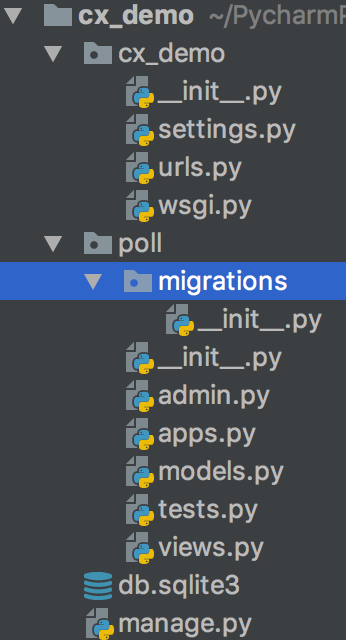 cx_demo ~/PycharmP
cx_demo
__init__.py
settings.py
urls.py
wsgi.py
poll
migrations
__init__.py
__init__.py
admin.py
apps.py
models.py
tests.py
views.py
db.sqlite3
manage.py